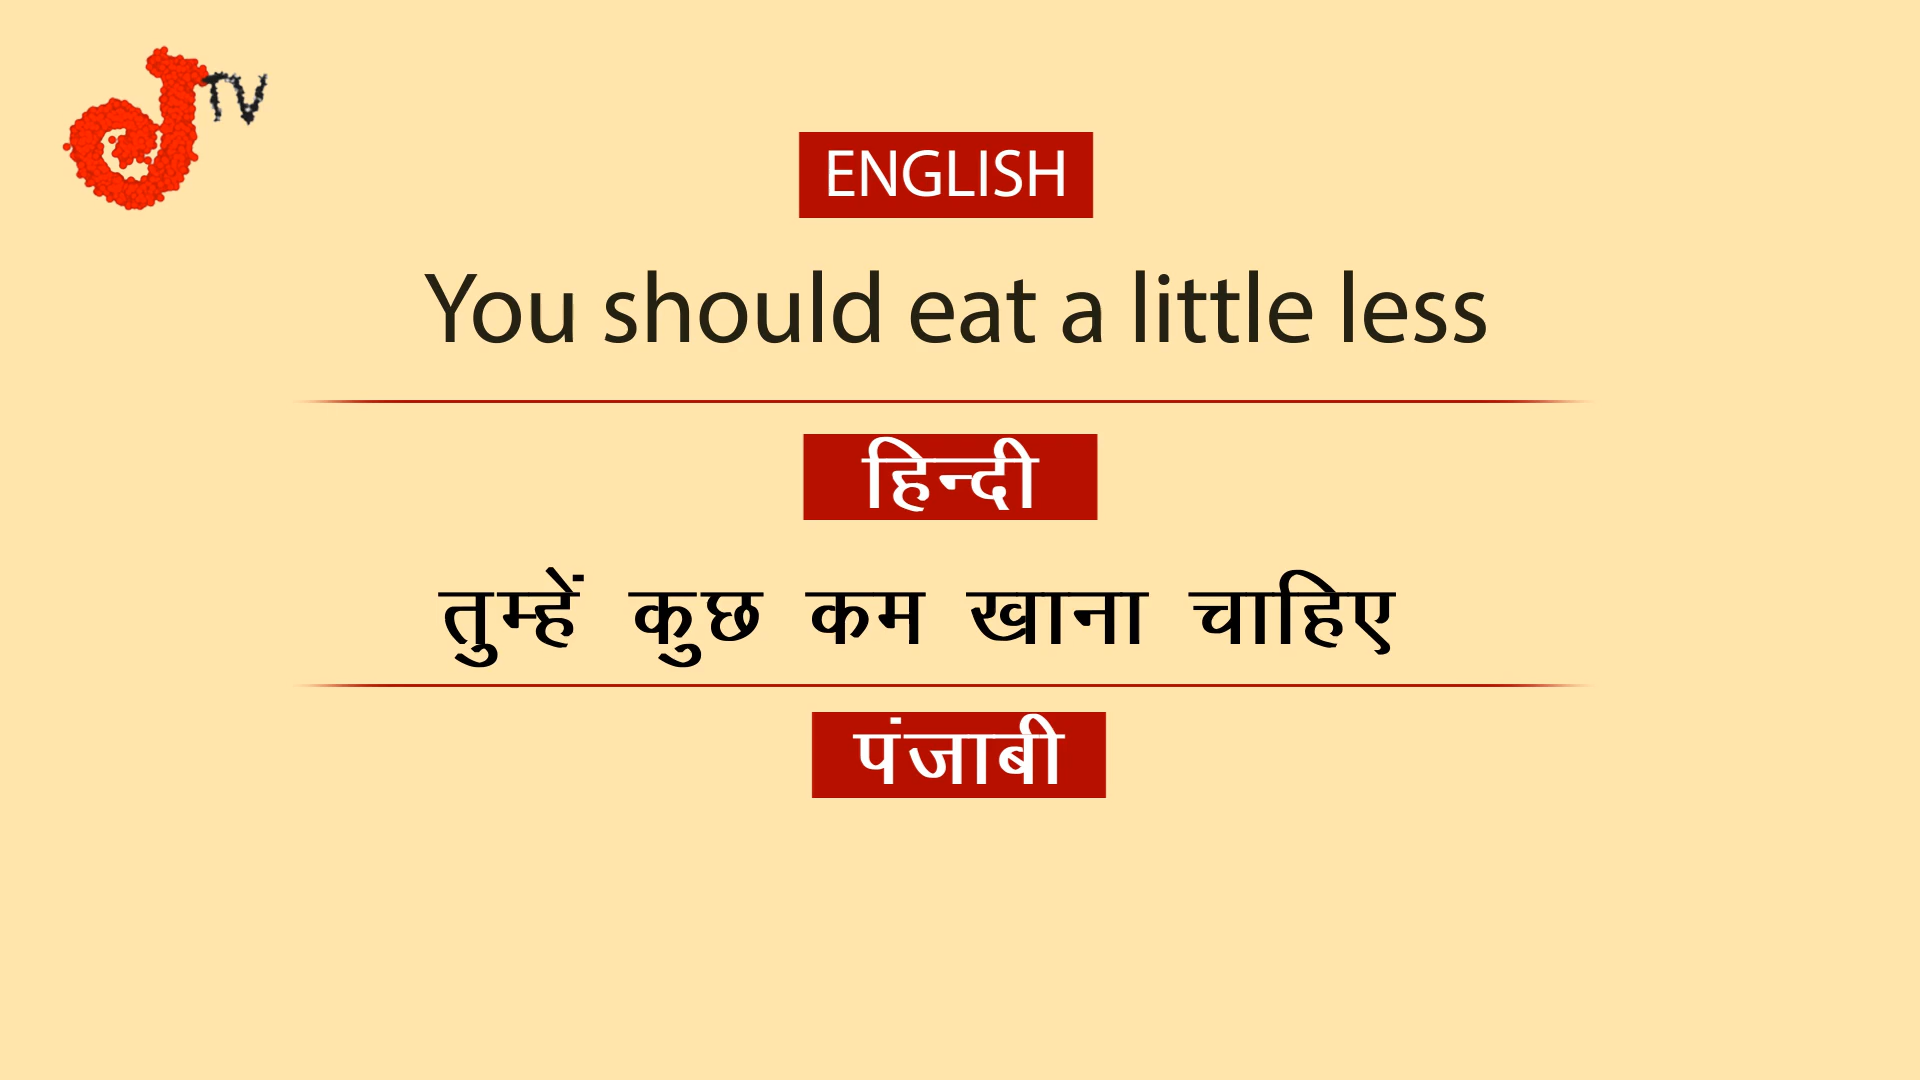 TV
ENGLISH
You should eat a little less
हिन्दी
तुम्हें कुछ कम खाना चाहिए
पंजाबी